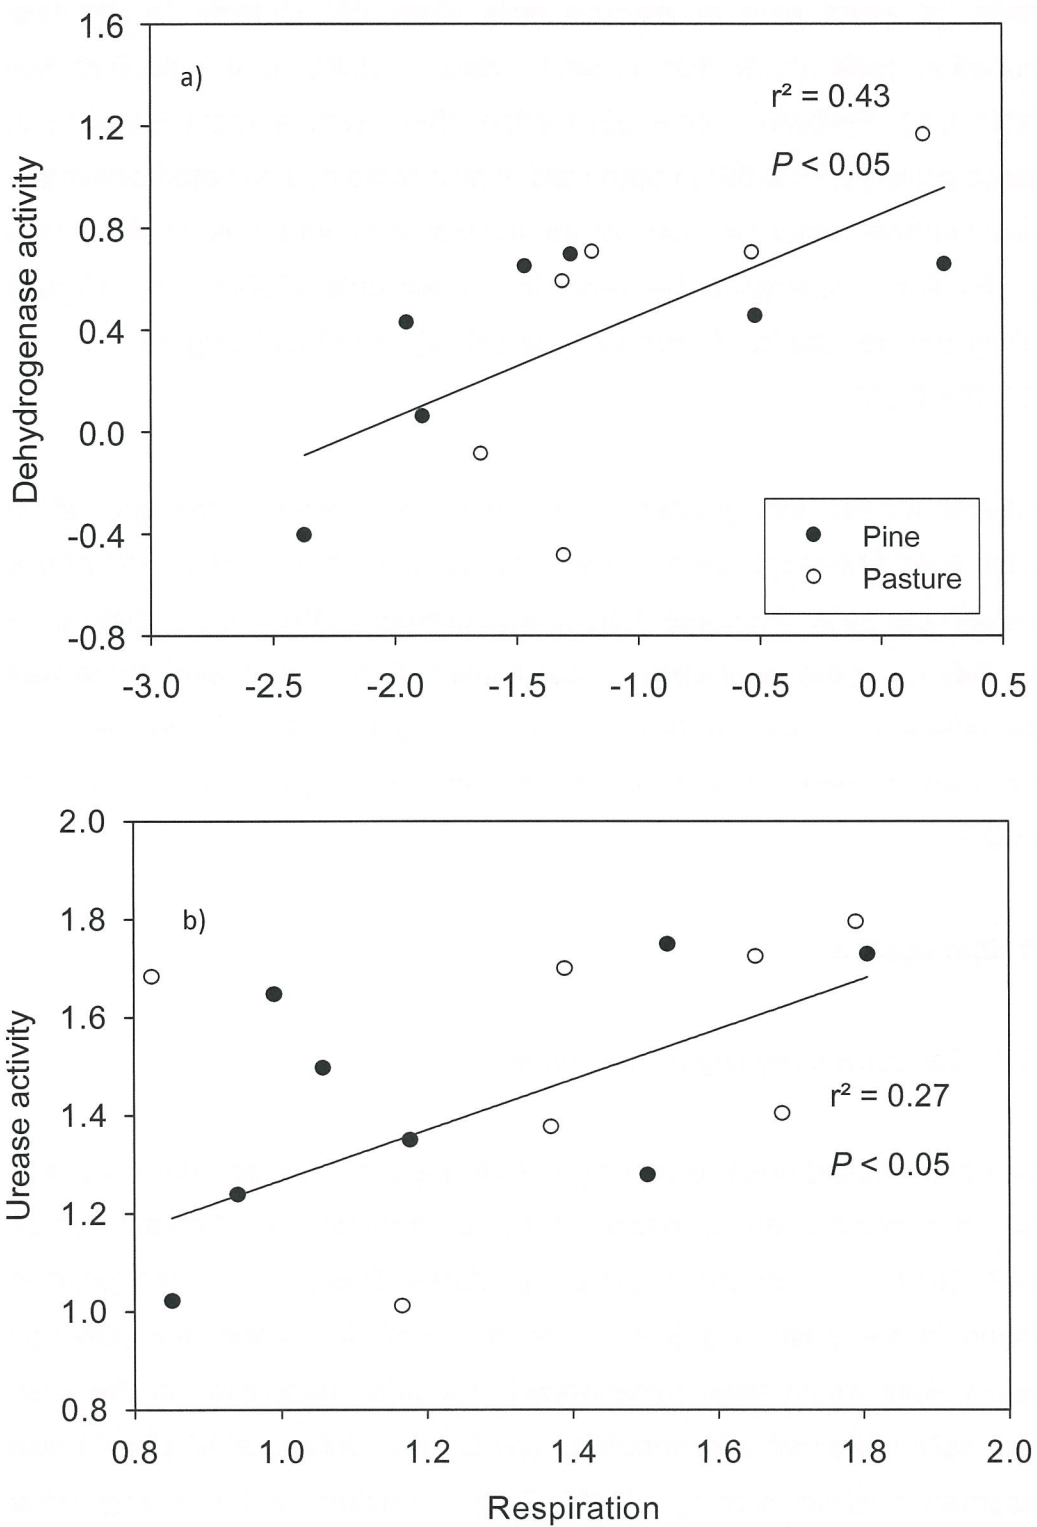 1.6
a)
r² = 0.43
1.2
P < 0.05
0.8
0.4
0.0
-0.4
-0.8
Dehydrogenase activity
Pine
Pasture
-3.0 -2.5 -2.0 -1.5 -1.0 -0.5 0.0 0.5
2.0
b)
1.8
1.6
1.4
r² = 0.27
P < 0.05
1.2
1.0
0.8
Urease activity
0.8 1.0 1.2 1.4 1.6 1.8 2.0
Respiration